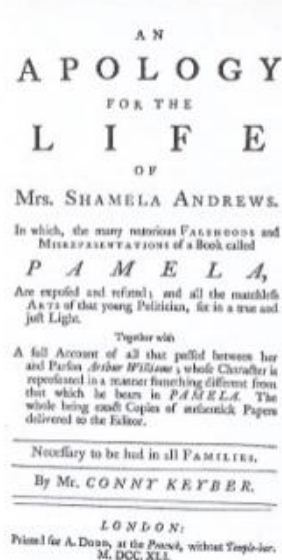 AN
APOLOGY
FOR THE
LIFE
OF
Mrs. SHAMELA ANDREWS.
In which, the many notorious FALSHOODS and
MISREPRESENTATIONS of a Book called
PAMELA,
Are exposed and refuted; and all the matchless
ARTS of that young Politician, set in a true and
just Light.
Together with
A full Account of all that passed between her
and Parson Arthur Williams; whose Character is
represented in a manner something different from
that which he bears in PAMELA. The
whole being exact Copies of authentick Papers
delivered to the Editor.
Necessary to be had in all FAMILIES.
By Mr. CONNY KEYBER.
LONDON:
Printed for A. DODD, at the Peacock, without Temple-bar.
M. DCC. XLI.